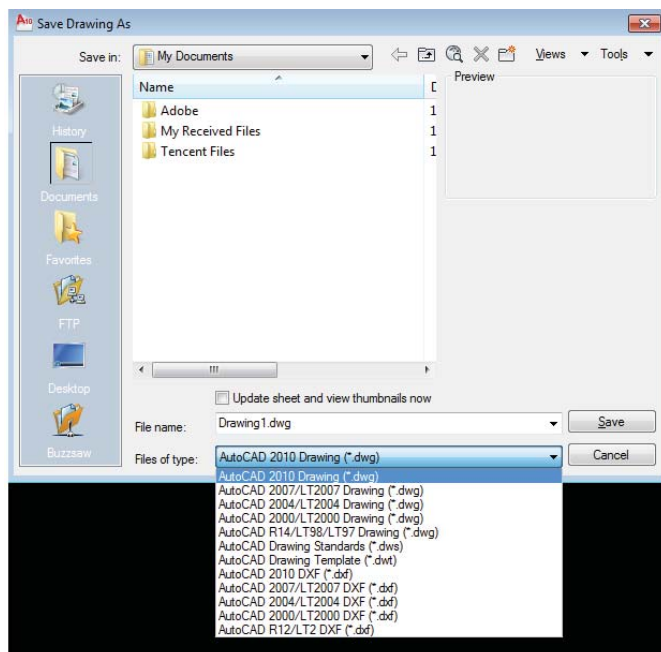 A10 Save Drawing As
Save in: My Documents Views Tools
Name
Preview
Adobe 1
My Received Files 1
Tencent Files 1
History
Documents
Favorites
FTP
Desktop
Buzzsaw
Update sheet and view thumbnails now
File name: Drawing1.dwg Save
Files of type: AutoCAD 2010 Drawing (*.dwg) Cancel
AutoCAD 2010 Drawing (*.dwg)
AutoCAD 2007/LT2007 Drawing (*.dwg)
AutoCAD 2004/LT2004 Drawing (*.dwg)
AutoCAD 2000/LT2000 Drawing (*.dwg)
AutoCAD R14/LT98/LT97 Drawing (*.dwg)
AutoCAD Drawing Standards (*.dws)
AutoCAD Drawing Template (*.dwt)
AutoCAD 2010 DXF (*.dxf)
AutoCAD 2007/LT2007 DXF (*.dxf)
AutoCAD 2004/LT2004 DXF (*.dxf)
AutoCAD 2000/LT2000 DXF (*.dxf)
AutoCAD R12/LT2 DXF (*.dxf)